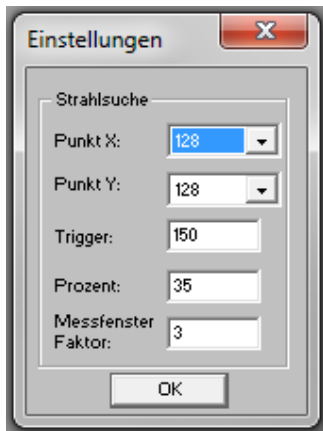 Einstellungen
Strahlsuche
Punkt X: 128
Punkt Y: 128
Trigger: 150
Prozent: 35
Messfenster
Faktor: 3
OK